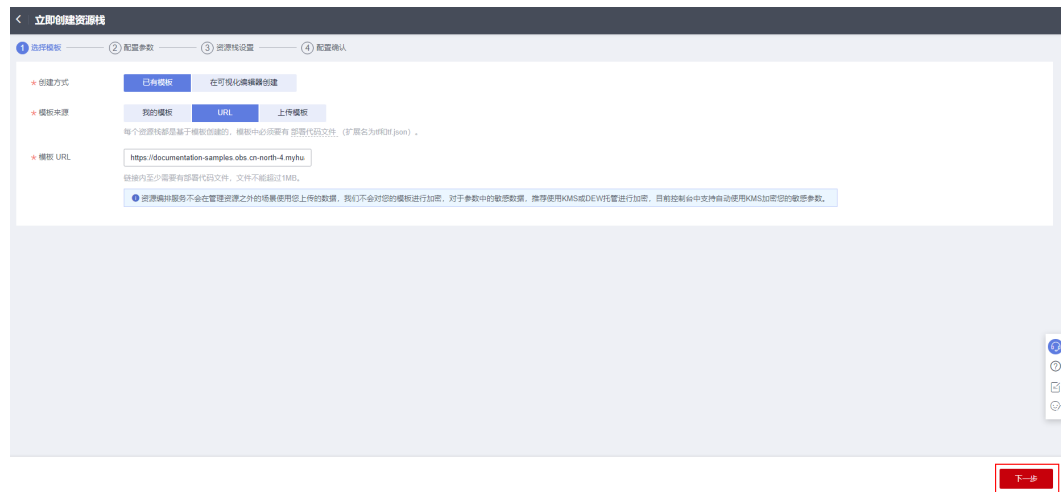 立即创建资源栈
1 选择模板 2 配置参数 3 资源栈设置 4 配置确认
* 创建方式 已有模板 在可视化编辑器创建
* 模板来源 我的模板 URL 上传模板
每个资源栈都是基于模板创建的，模板中必须要有 部署代码文件 （扩展名为tf和tf.json）。
* 模板 URL https://documentation-samples.obs.cn-north-4.myhu
链接内至少需要有部署代码文件，文件不能超过1MB。
资源编排服务不会在管理资源之外的场景使用您上传的数据，我们不会对您的模板进行加密，对于参数中的敏感数据，推荐使用KMS或DEW托管进行加密，目前控制台中支持自动使用KMS加密您的敏感参数。
下一步